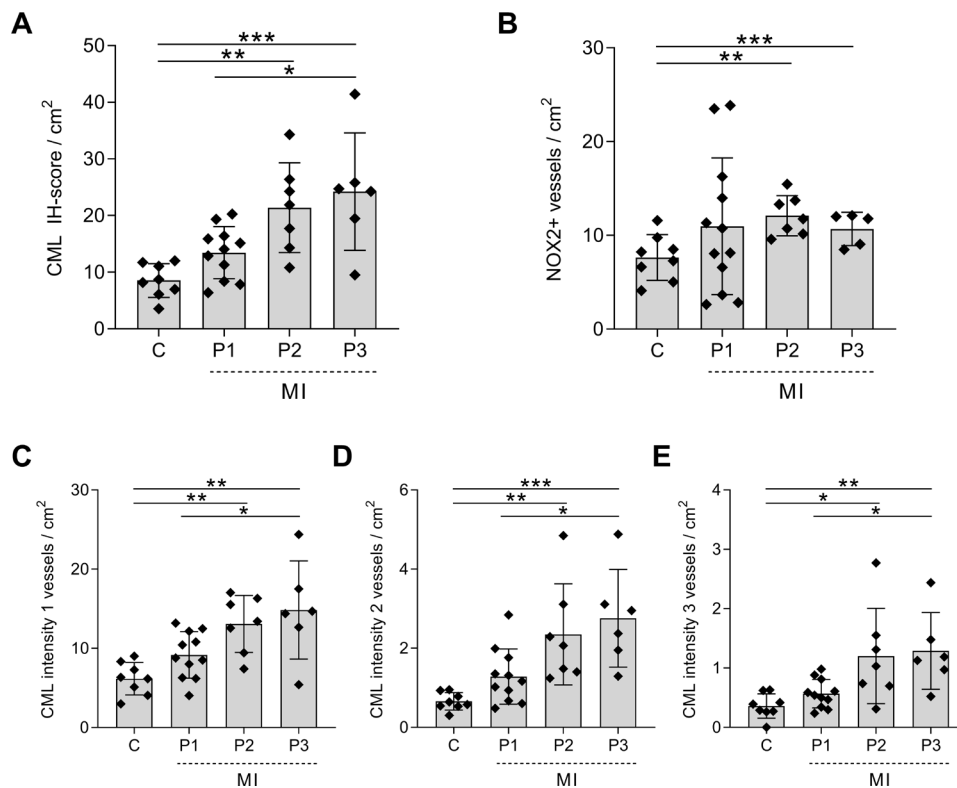 A
CML IH-score / cm²
50
40
30
20
10
0
***
**
*
C P1 P2 P3
MI
B
NOX2+ vessels / cm²
30
20
10
0
***
**
C P1 P2 P3
MI
C
CML intensity 1 vessels / cm²
30
20
10
0
**
**
*
C P1 P2 P3
MI
D
CML intensity 2 vessels / cm²
6
4
2
0
***
**
*
C P1 P2 P3
MI
E
CML intensity 3 vessels / cm²
4
3
2
1
0
**
*
*
C P1 P2 P3
MI